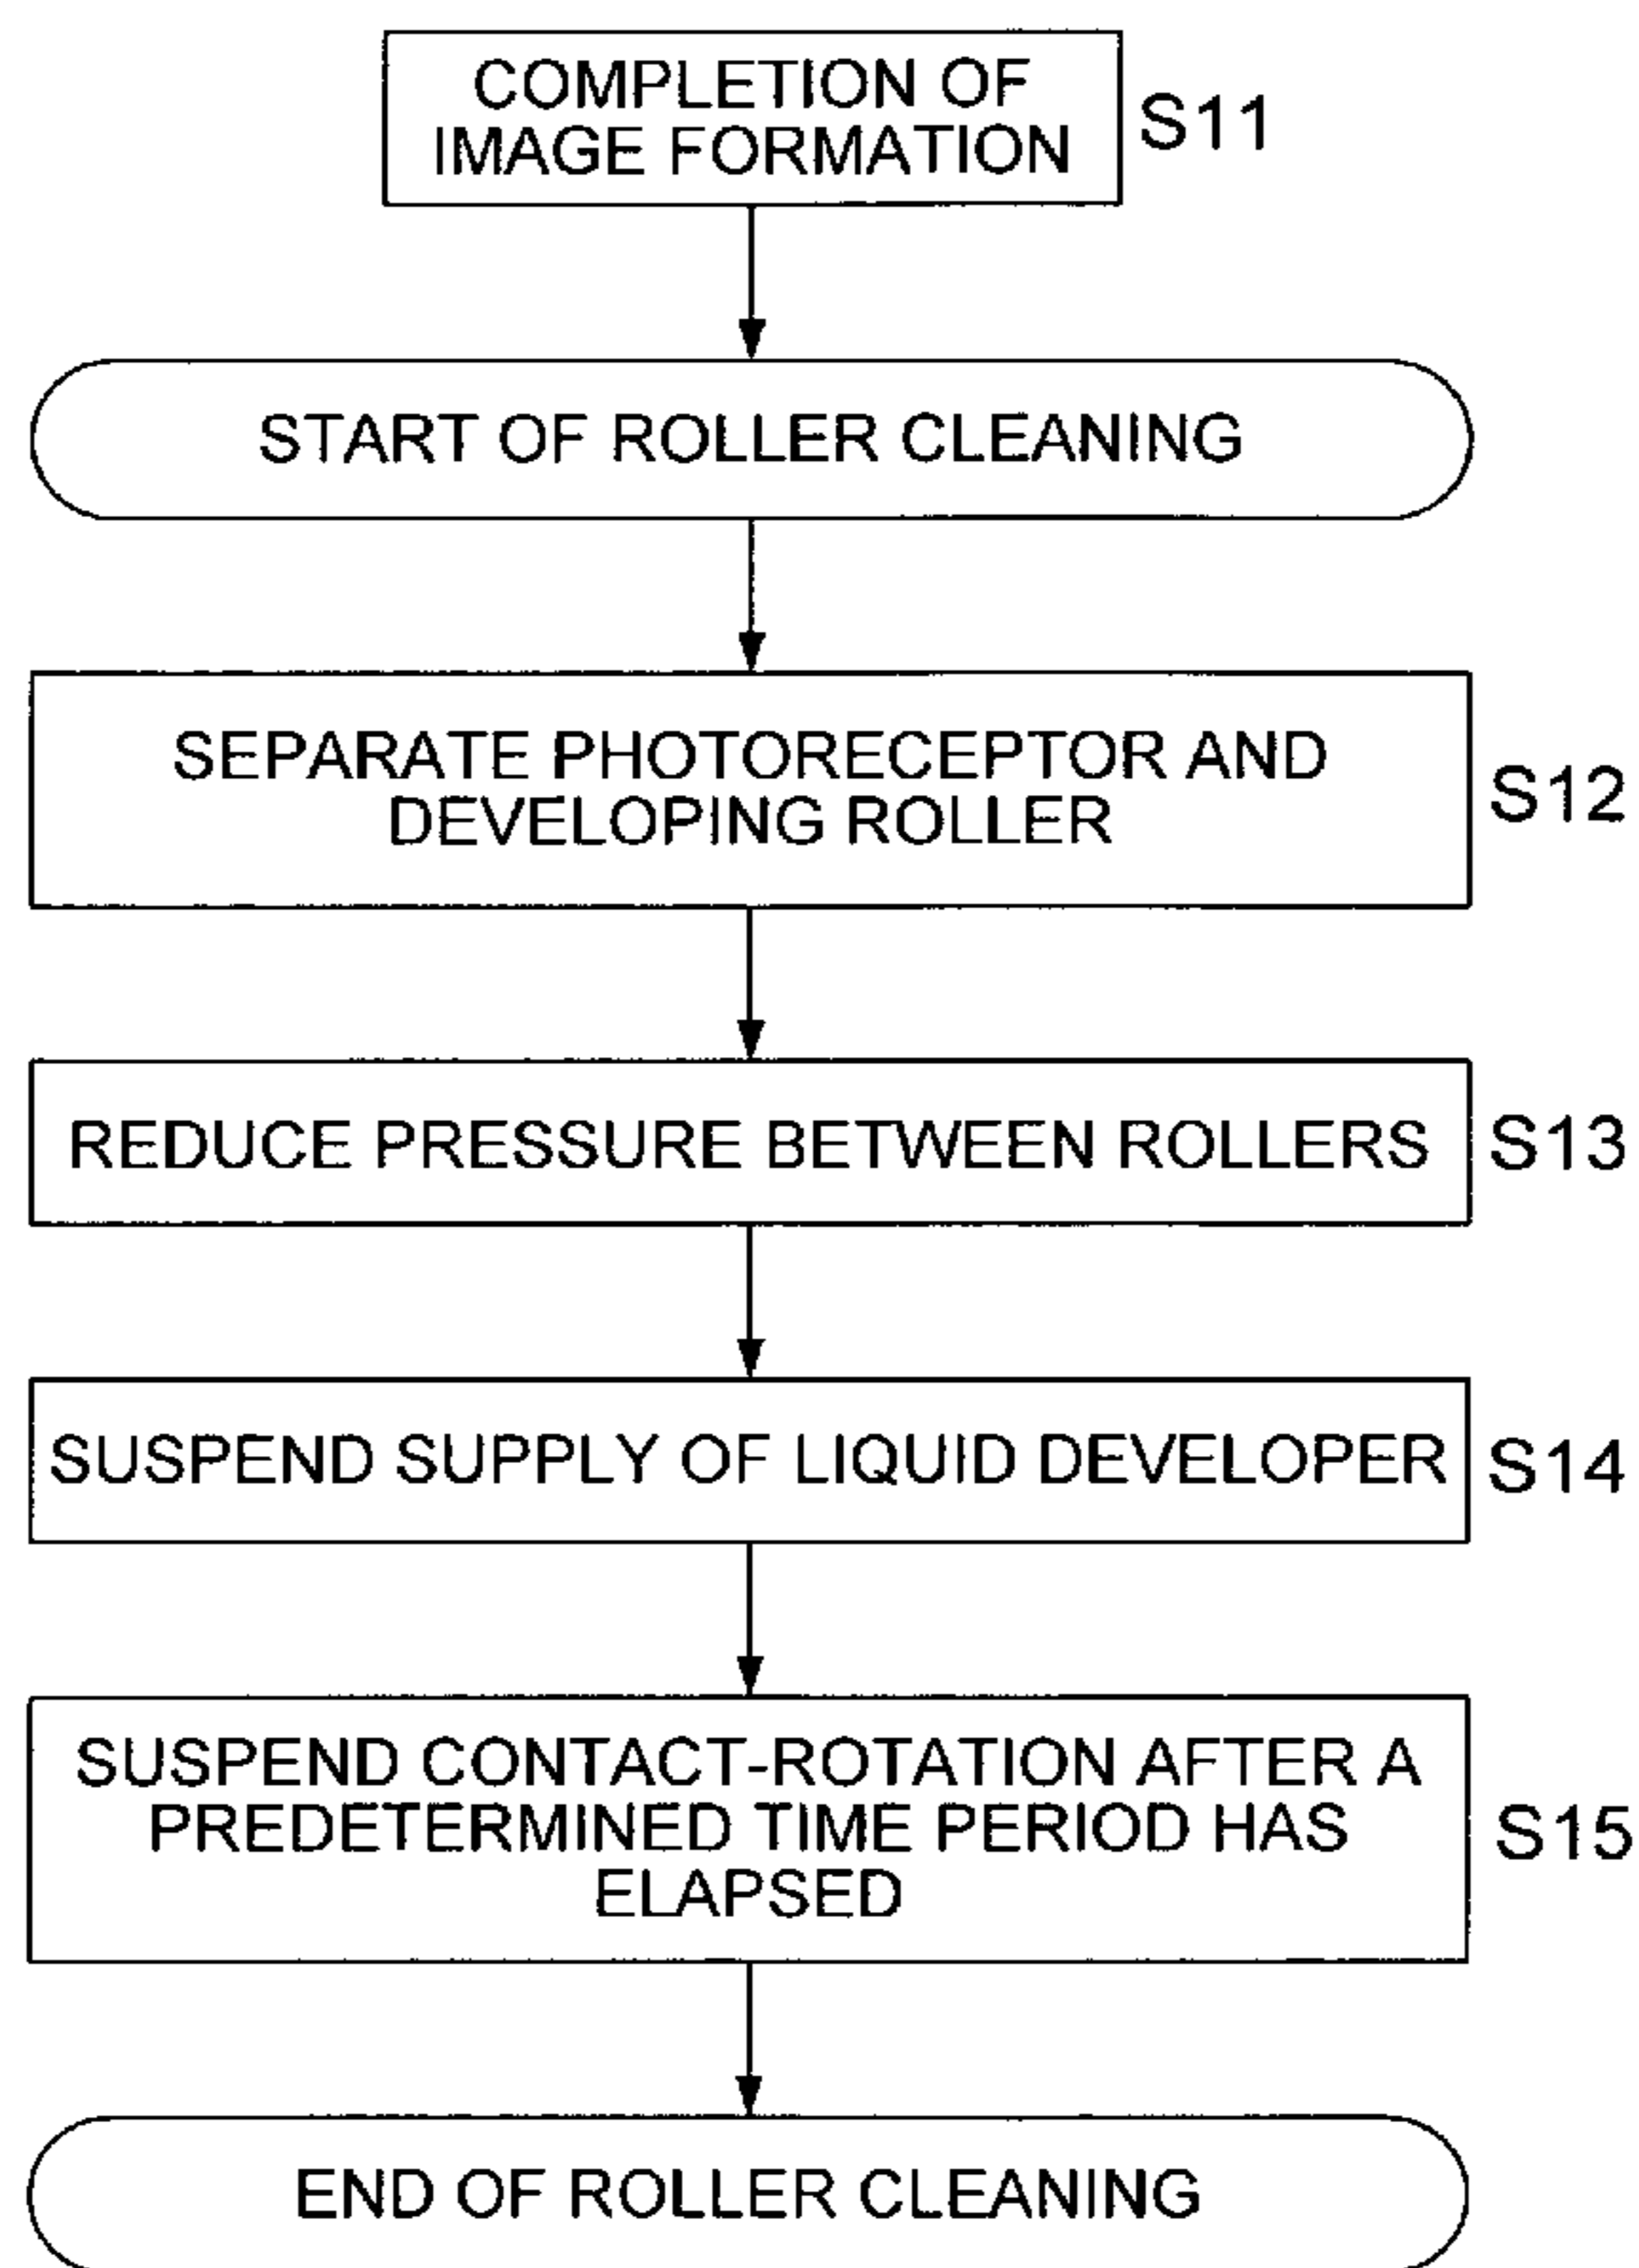 COMPLETION OF
IMAGE FORMATION
S11
START OF ROLLER CLEANING
SEPARATE PHOTORECEPTOR AND
DEVELOPING ROLLER
S12
REDUCE PRESSURE BETWEEN ROLLERS
S13
SUSPEND SUPPLY OF LIQUID DEVELOPER
S14
SUSPEND CONTACT-ROTATION AFTER A
PREDETERMINED TIME PERIOD HAS
ELAPSED
S15
END OF ROLLER CLEANING